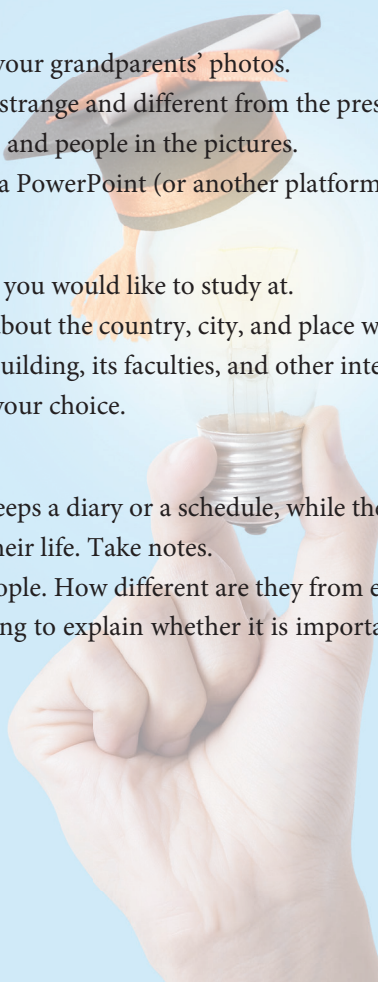 your grandparents' photos.
strange and different from the pres
and people in the pictures.
a PowerPoint (or another platform
you would like to study at.
bout the country, city, and place w
uilding, its faculties, and other inte
your choice.
eeps a diary or a schedule, while the
heir life. Take notes.
ople. How different are they from e
ng to explain whether it is importa